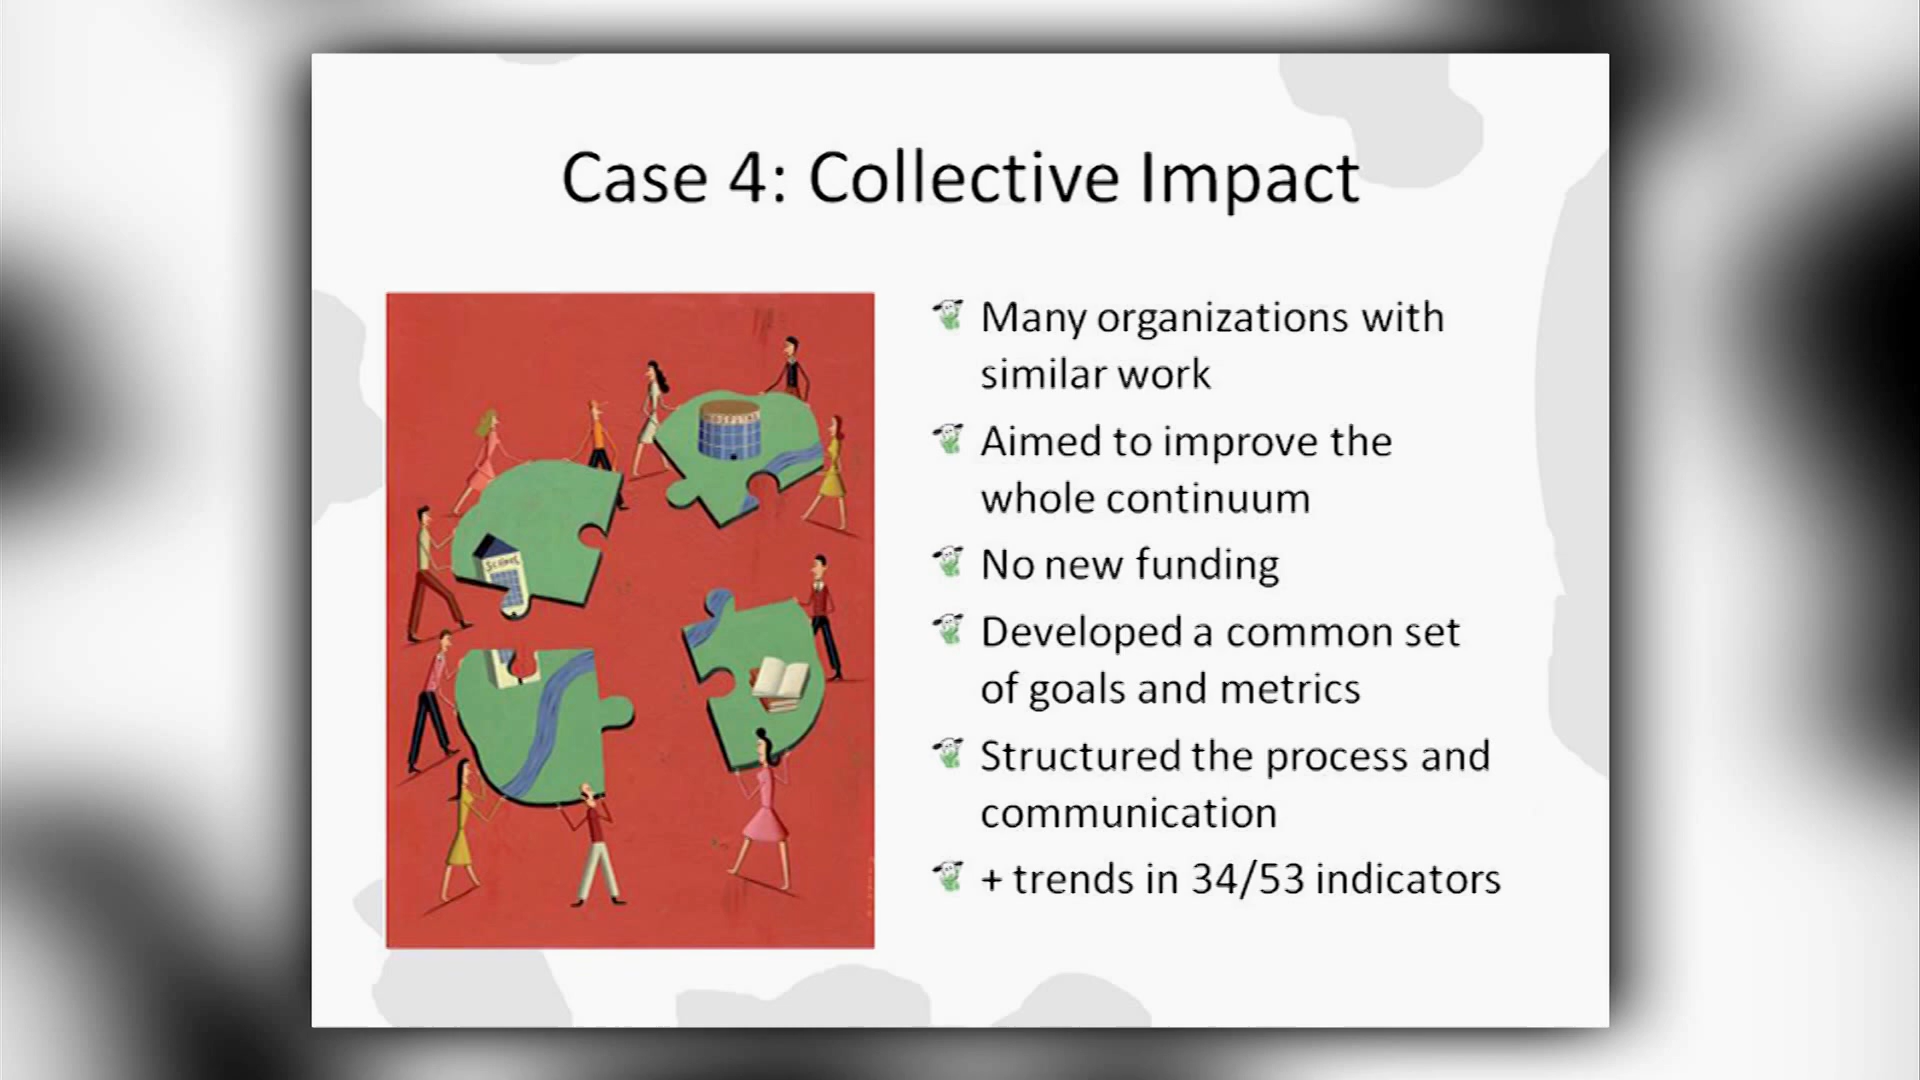 Case 4: Collective Impact
Many organizations with
similar work
Aimed to improve the
whole continuum
No new funding
Developed a common set
of goals and metrics
Structured the process and
communication
+ trends in 34/53 indicators
SCHOOL